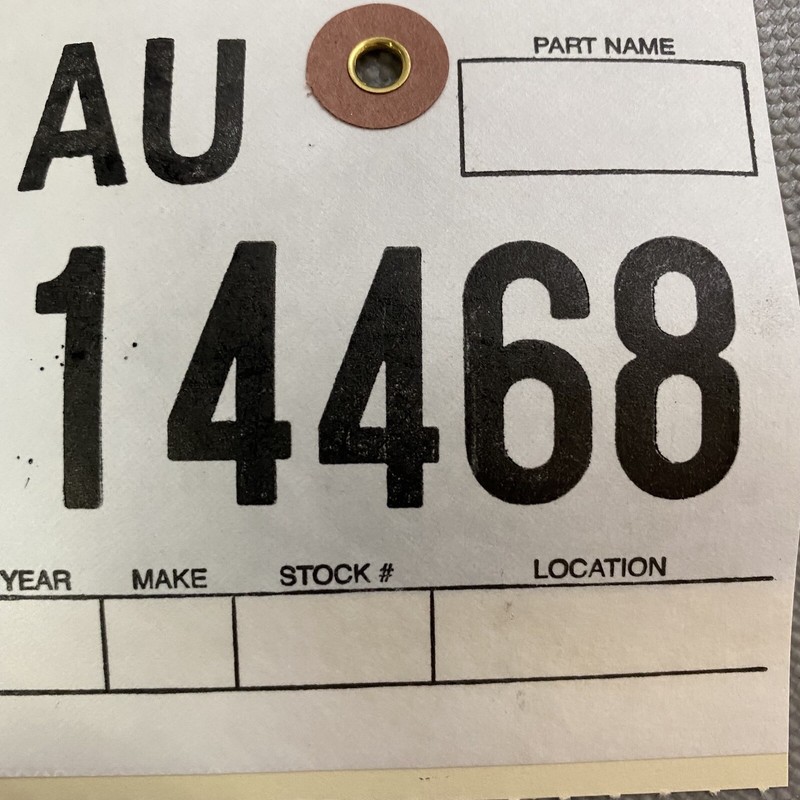 AU
PART NAME
14468
YEAR MAKE STOCK # LOCATION